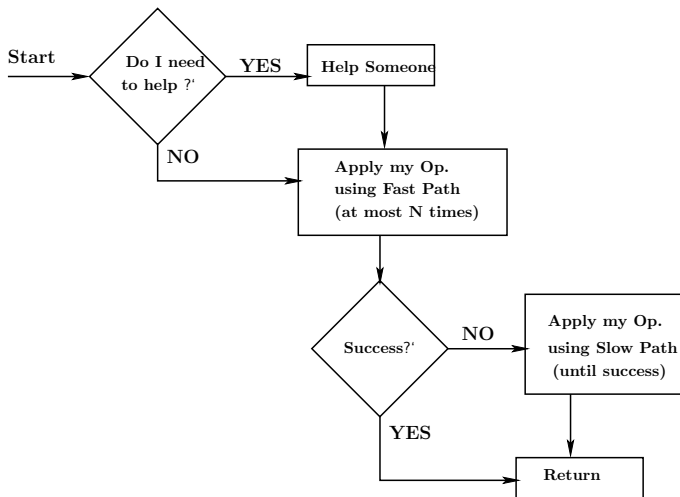 Start
Do I need
to help ?‘
YES
Help Someone
NO
Apply my Op.
using Fast Path
(at most N times)
Success?‘
NO
Apply my Op.
using Slow Path
(until success)
YES
Return